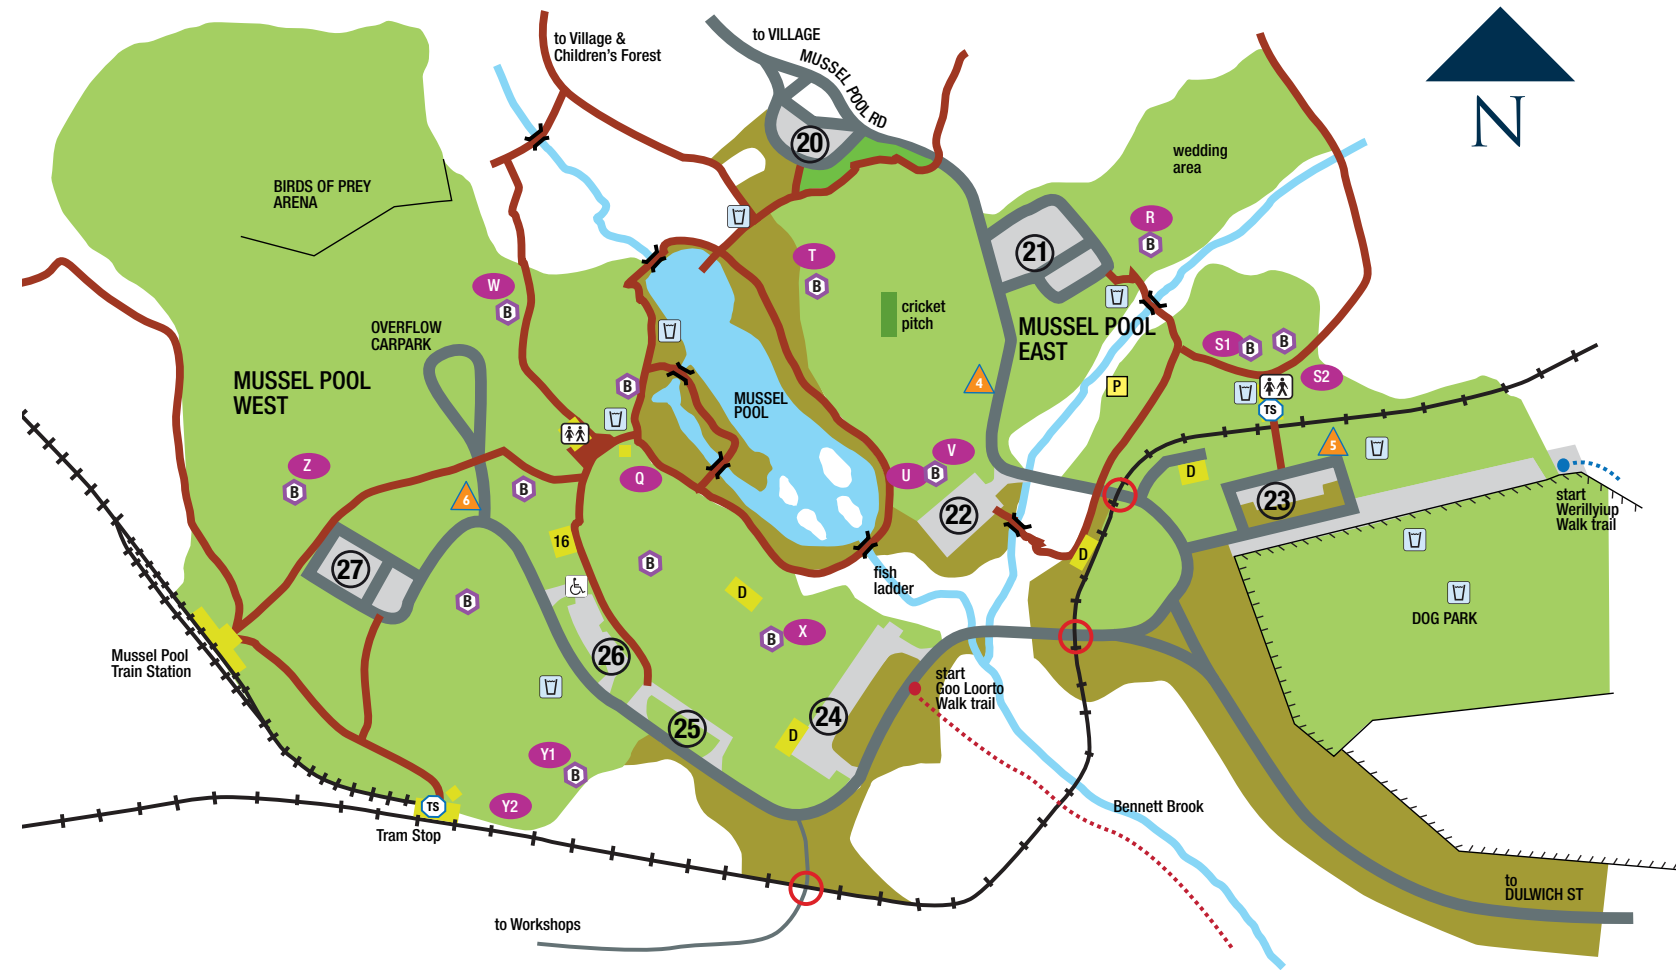 to Village &
Children's Forest
to VILLAGE
MUSSEL POOL RD
N
20
wedding
area
BIRDS OF PREY
ARENA
R
B
21
T
B
W
B
cricket
pitch
OVERFLOW
CARPARK
MUSSEL POOL
EAST
S1
B
B
S2
MUSSEL POOL
WEST
4
P
B
MUSSEL
POOL
TS
5
Z
B
6
B
Q
U
B
V
D
22
23
start
Werillyiup
Walk trail
16
27
B
D
fish
ladder
D
B
B
X
DOG PARK
26
Mussel Pool
Train Station
start
Goo Loorto
Walk trail
25
24
D
Y1
B
Y2
TS
Tram Stop
Bennett Brook
to
DULWICH ST
to Workshops